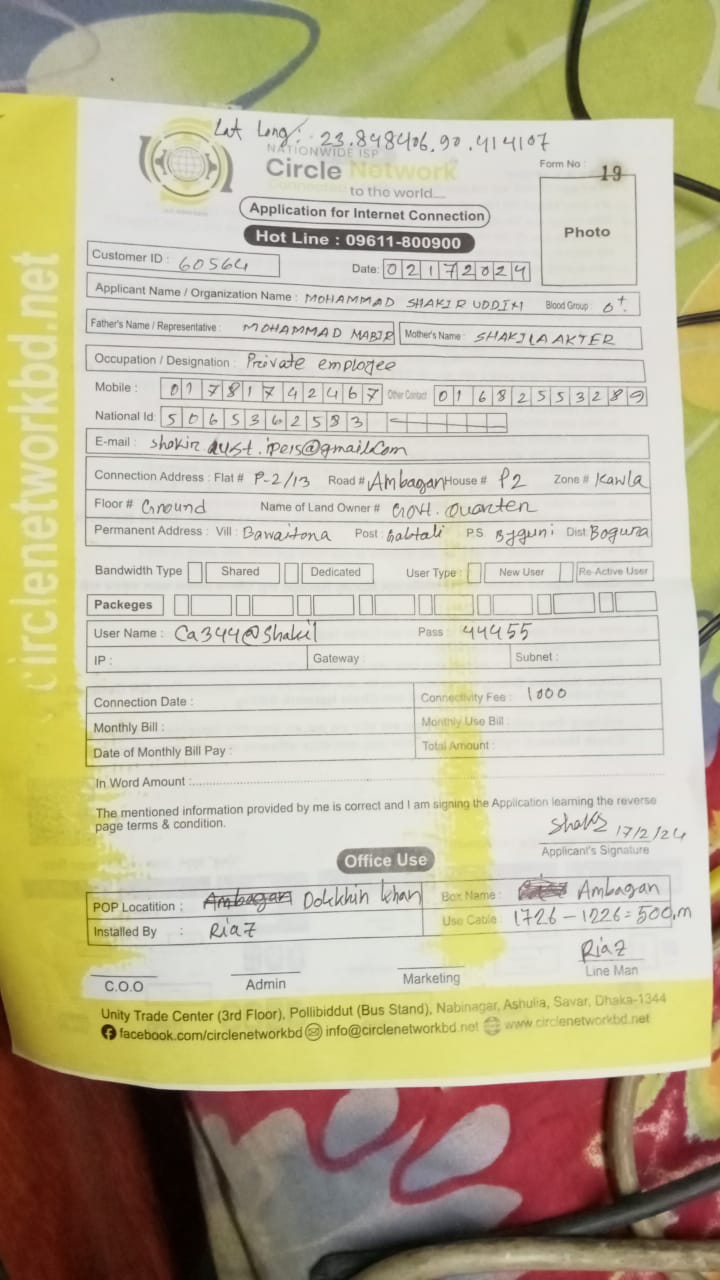 Lat Long: 23.848406, 90.414107
NATIONWIDE ISP
Circle Network
Connected to the world....
Form No : 19
Photo
Application for Internet Connection
Hot Line : 09611-800900
Customer ID : 60564
Date: 02172024
Applicant Name / Organization Name : MOHAMMAD SHAKIR UDDIN Blood Group: O+
Father's Name / Representative : MOHAMMAD NABIR Mother's Name : SHAKILA AKTER
Occupation / Designation : Private employee
Mobile : 01781742467 Other Contact 01682553289
National Id: 5065362583
E-mail : shakir.aust.ipe15@gmail.com
Connection Address : Flat # P-2/13 Road # Ambagan House # P2 Zone # Kawla
Floor # Ground Name of Land Owner # Govt. Quarter
Permanent Address : Vill : Post : Gabtali P.S Dist: Bogura
Bandwidth Type Shared Dedicated User Type : New User Re-Active User
Packeges
User Name : Ca344@Shakil Pass : 44455
IP : Gateway : Subnet :
Connection Date : Connectivity Fee : 1000
Monthly Bill : Monthly Use Bill :
Date of Monthly Bill Pay : Total Amount :
In Word Amount :
The mentioned information provided by me is correct and I am signing the Application learning the reverse
page terms & condition.
17/2/24
Applicant's Signature
Office Use
POP Locatition : Ambagan Dokkhin khan Box Name : Ambagan
Installed By : Riaz Use Cable : 1726 - 1226 = 500,m
Riaz
C.O.O Admin Marketing Line Man
Unity Trade Center (3rd Floor), Pollibiddut (Bus Stand), Nabinagar, Ashulia, Savar, Dhaka-1344
facebook.com/circlenetworkbd info@circlenetworkbd.net www.circlenetworkbd.net
circlenetworkbd.net